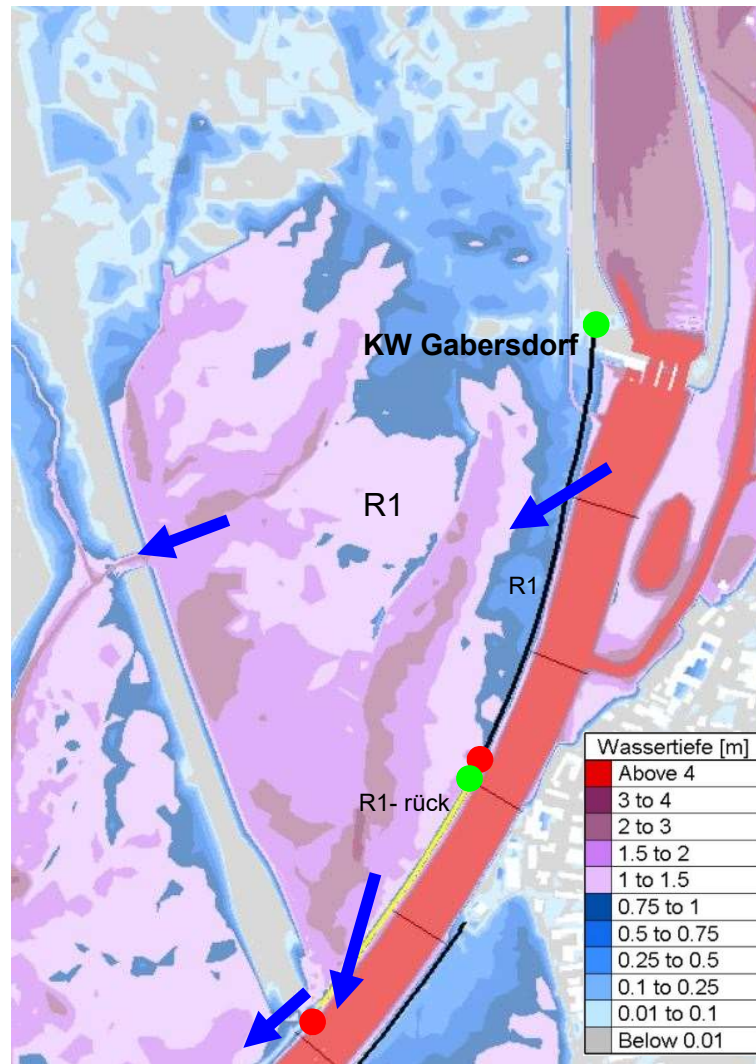 KW Gabersdorf
R1
R1
R1- rück
Wassertiefe [m]
Above 4
3 to 4
2 to 3
1.5 to 2
1 to 1.5
0.75 to 1
0.5 to 0.75
0.25 to 0.5
0.1 to 0.25
0.01 to 0.1
Below 0.01